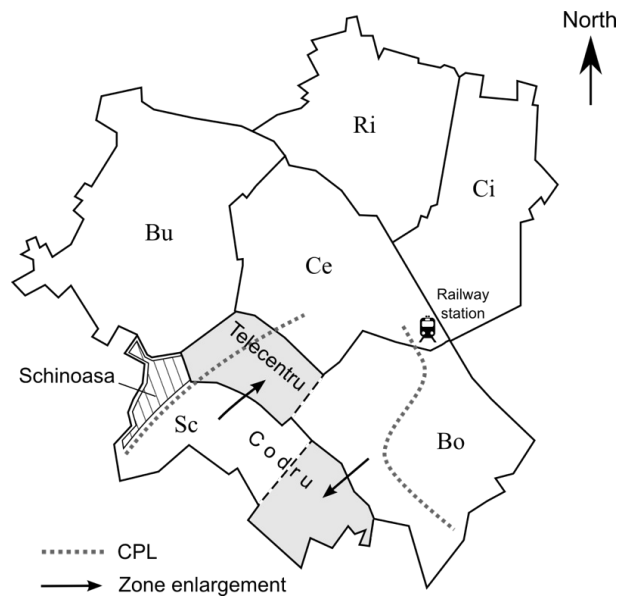 North
Ri
Ci
Bu
Ce
Railway
station
Telecentru
Schinoasa
Sc
Codru
Bo
CPL
Zone enlargement